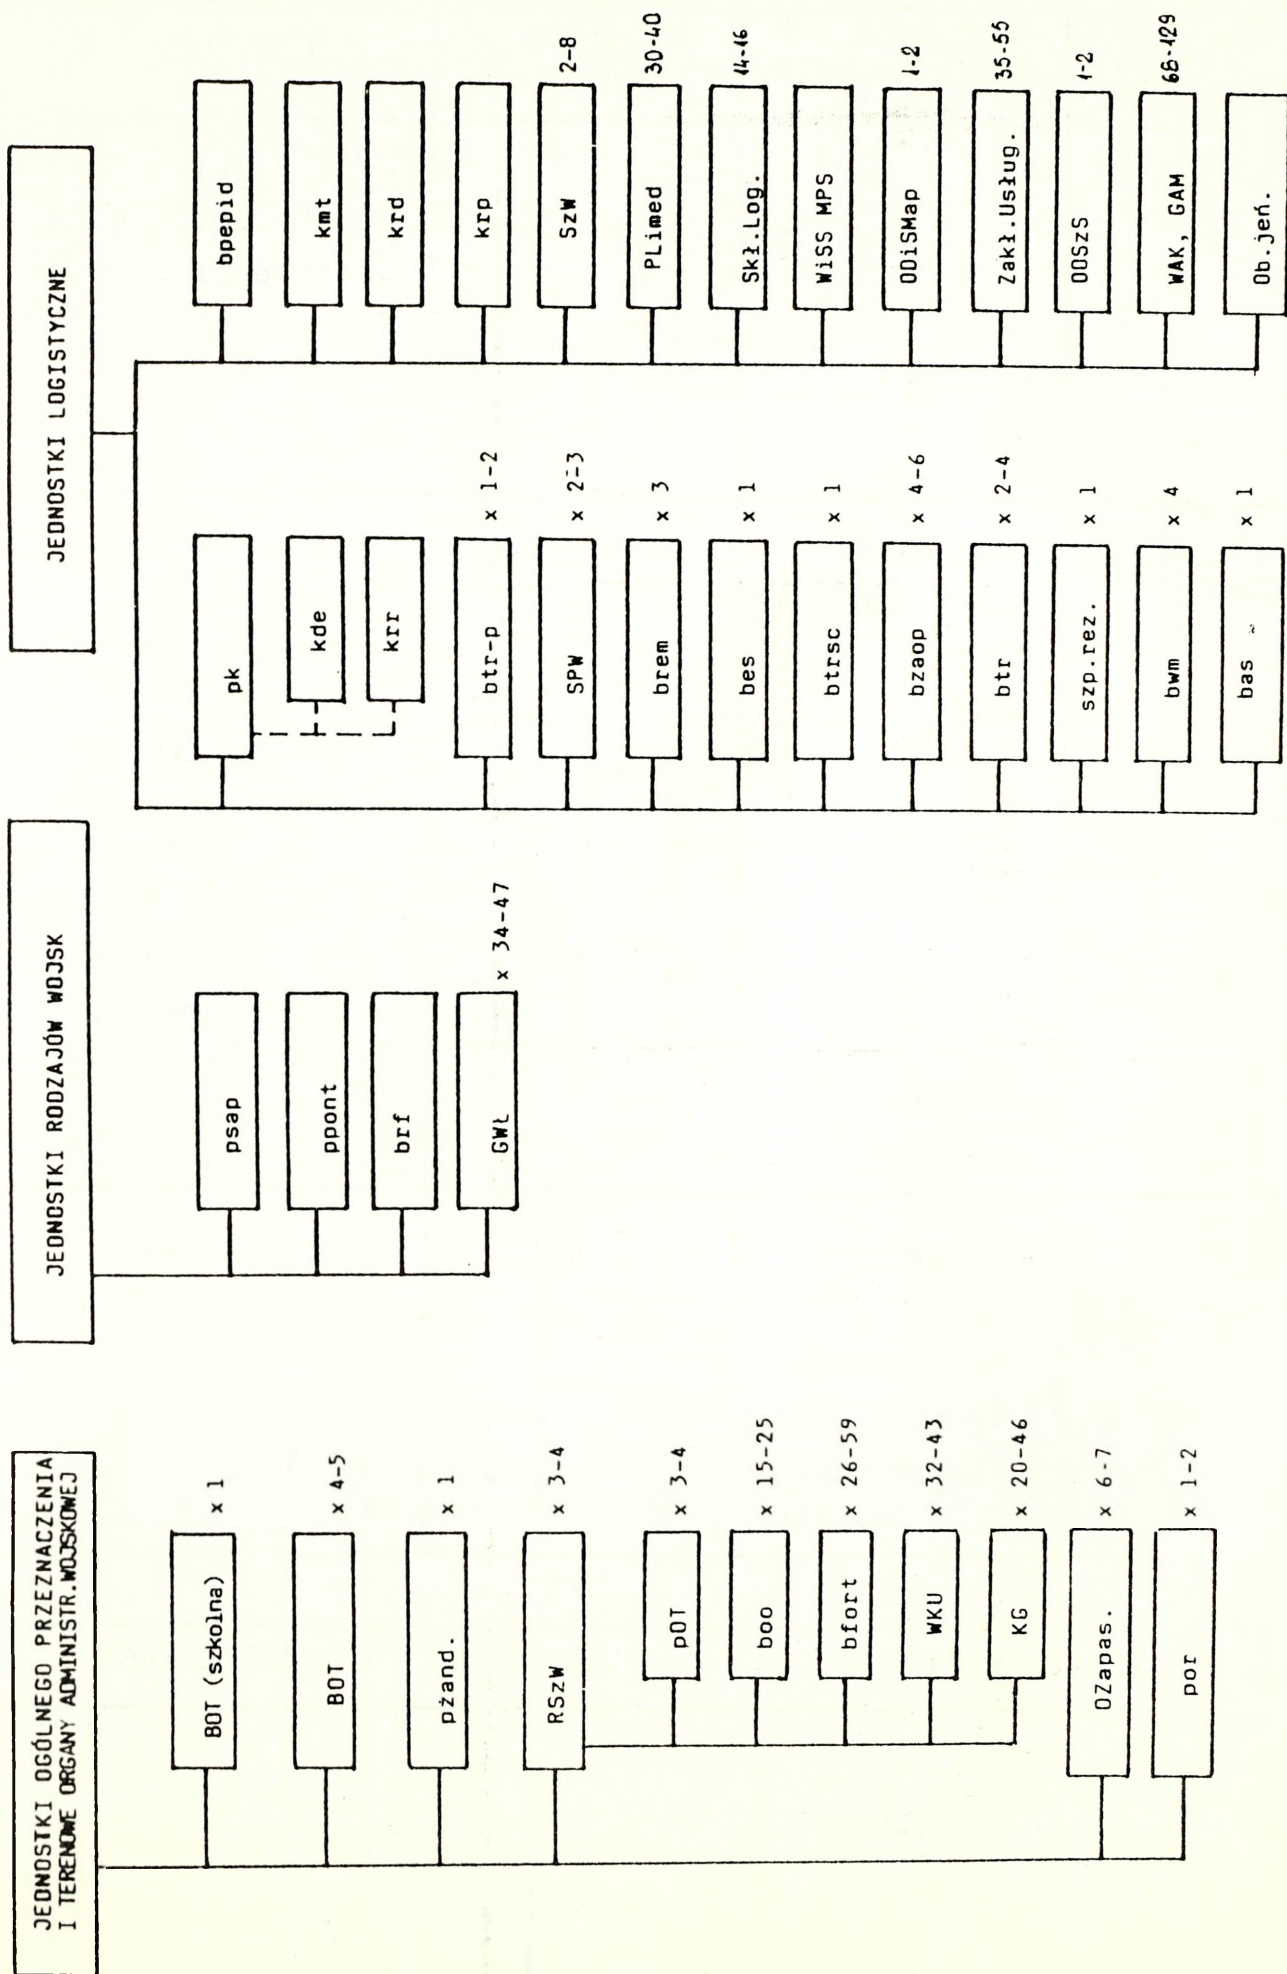 JEDNOSTKI OGÓLNEGO PRZEZNACZENIA
I TERENOWE ORGANY ADMINISTR.WOJSKOWEJ
BOT (szkolna) x 1
BOT x 4-5
pżand. x 1
RSzW x 3-4
pOT x 3-4
boo x 15-25
bfort x 26-59
WKU x 32-43
KG x 20-46
OZapas. x 6-7
por x 1-2
JEDNOSTKI RODZAJÓW WOJSK
psap
ppont
brf
GWŁ x 34-47
JEDNOSTKI LOGISTYCZNE
pk
kde
krr
btr-p x 1-2
SPW x 2-3
brem x 3
bes x 1
btrsc x 1
bzaop x 4-6
btr x 2-4
szp.rez. x 1
bwm x 4
bas x 1
bpepid
kmt
krd
krp
SzW 2-8
PLimed 30-40
Skł.Log. 14-16
WiSS MPS
ODiSMap 1-2
Zakł.Usług. 35-55
OOSzS 1-2
WAK, GAM 68-129
Ob.jeń.